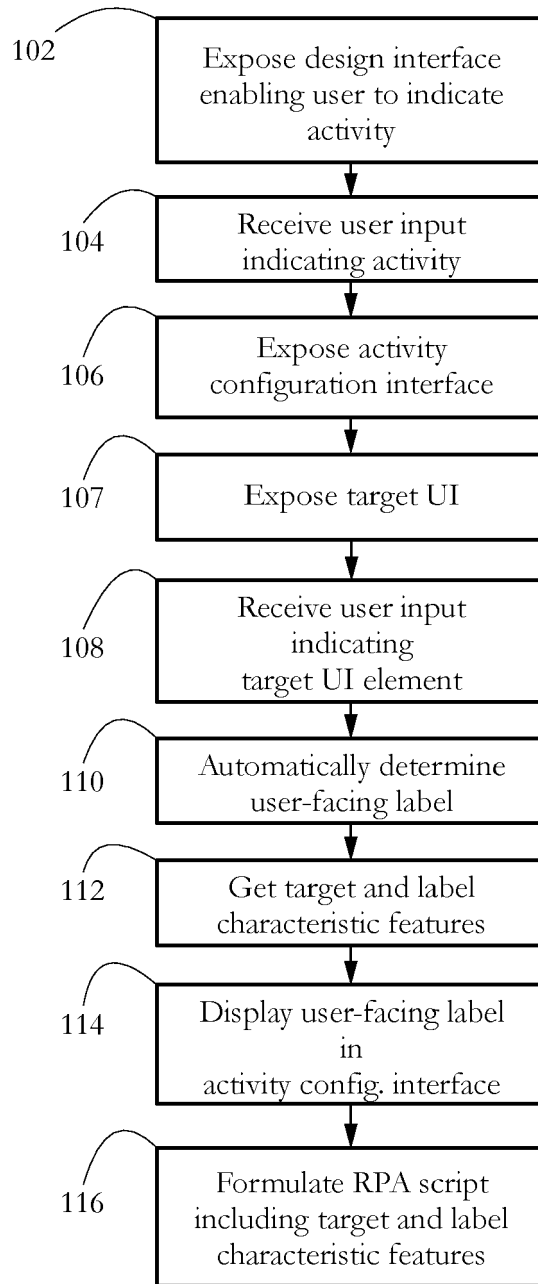 102
Expose design interface
enabling user to indicate
activity
104
Receive user input
indicating activity
106
Expose activity
configuration interface
107
Expose target UI
108
Receive user input
indicating
target UI element
110
Automatically determine
user-facing label
112
Get target and label
characteristic features
114
Display user-facing label
in
activity config. interface
116
Formulate RPA script
including target and label
characteristic features